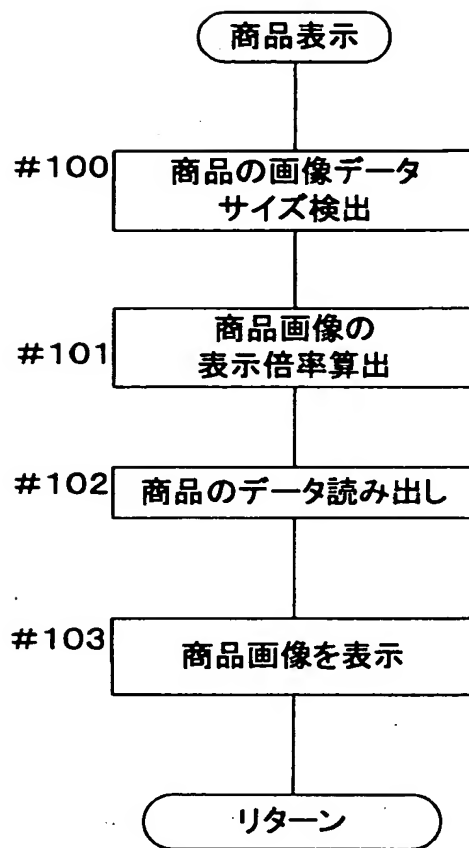 商品表示
#100
商品の画像データ
サイズ検出
#101
商品画像の
表示倍率算出
#102
商品のデータ読み出し
#103
商品画像を表示
リターン